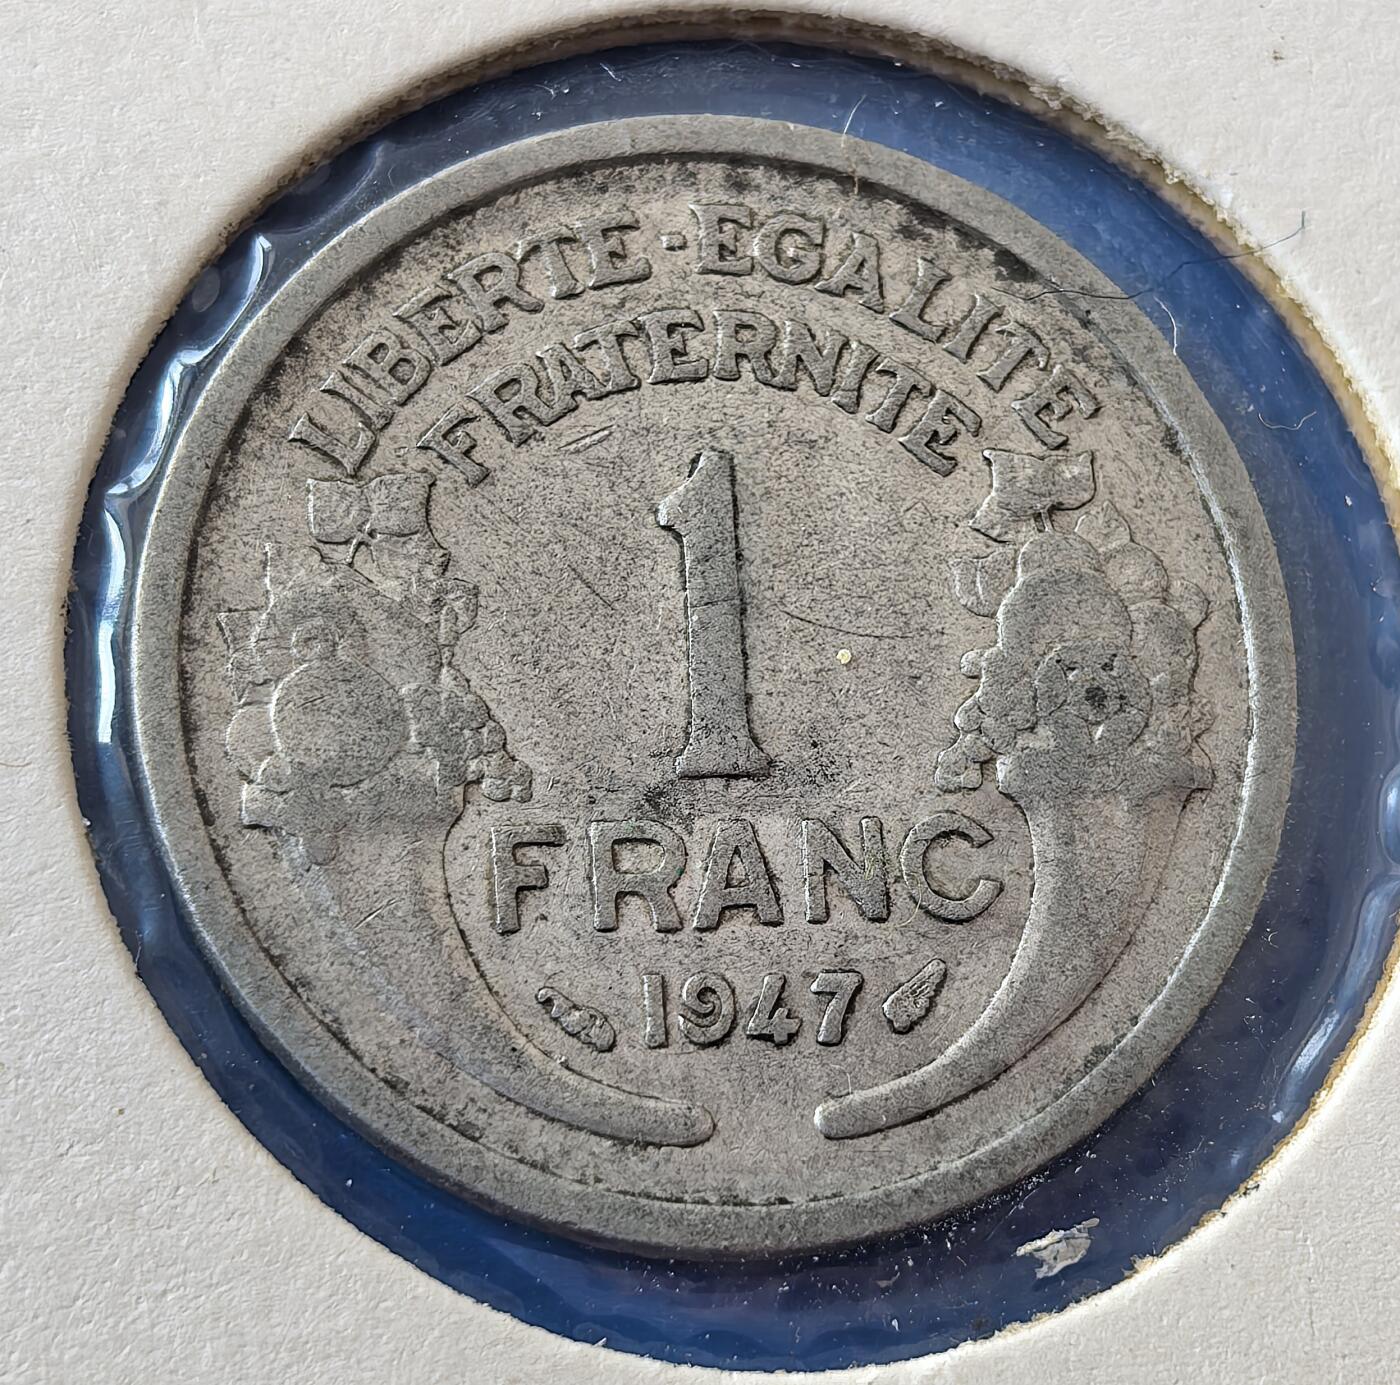 LIBERTE·EGALITE
FRATERNITE
1
FRANC
1947